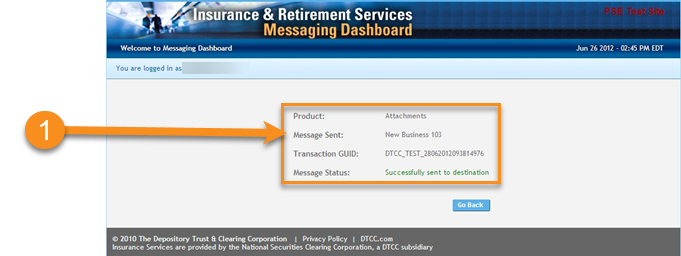 Insurance & Retirement Services
Messaging Dashboard
PSE Test Site
Welcome to Messaging Dashboard
Jun 26 2012 - 02:45 PM EDT
You are logged in as
1
Product: Attachments
Message Sent: New Business 103
Transaction GUID: DTCC_TEST_28062012093814976
Message Status: Successfully sent to destination
Go Back
© 2010 The Depository Trust & Clearing Corporation | Privacy Policy | DTCC.com
Insurance Services are provided by the National Securities Clearing Corporation, a DTCC subsidiary